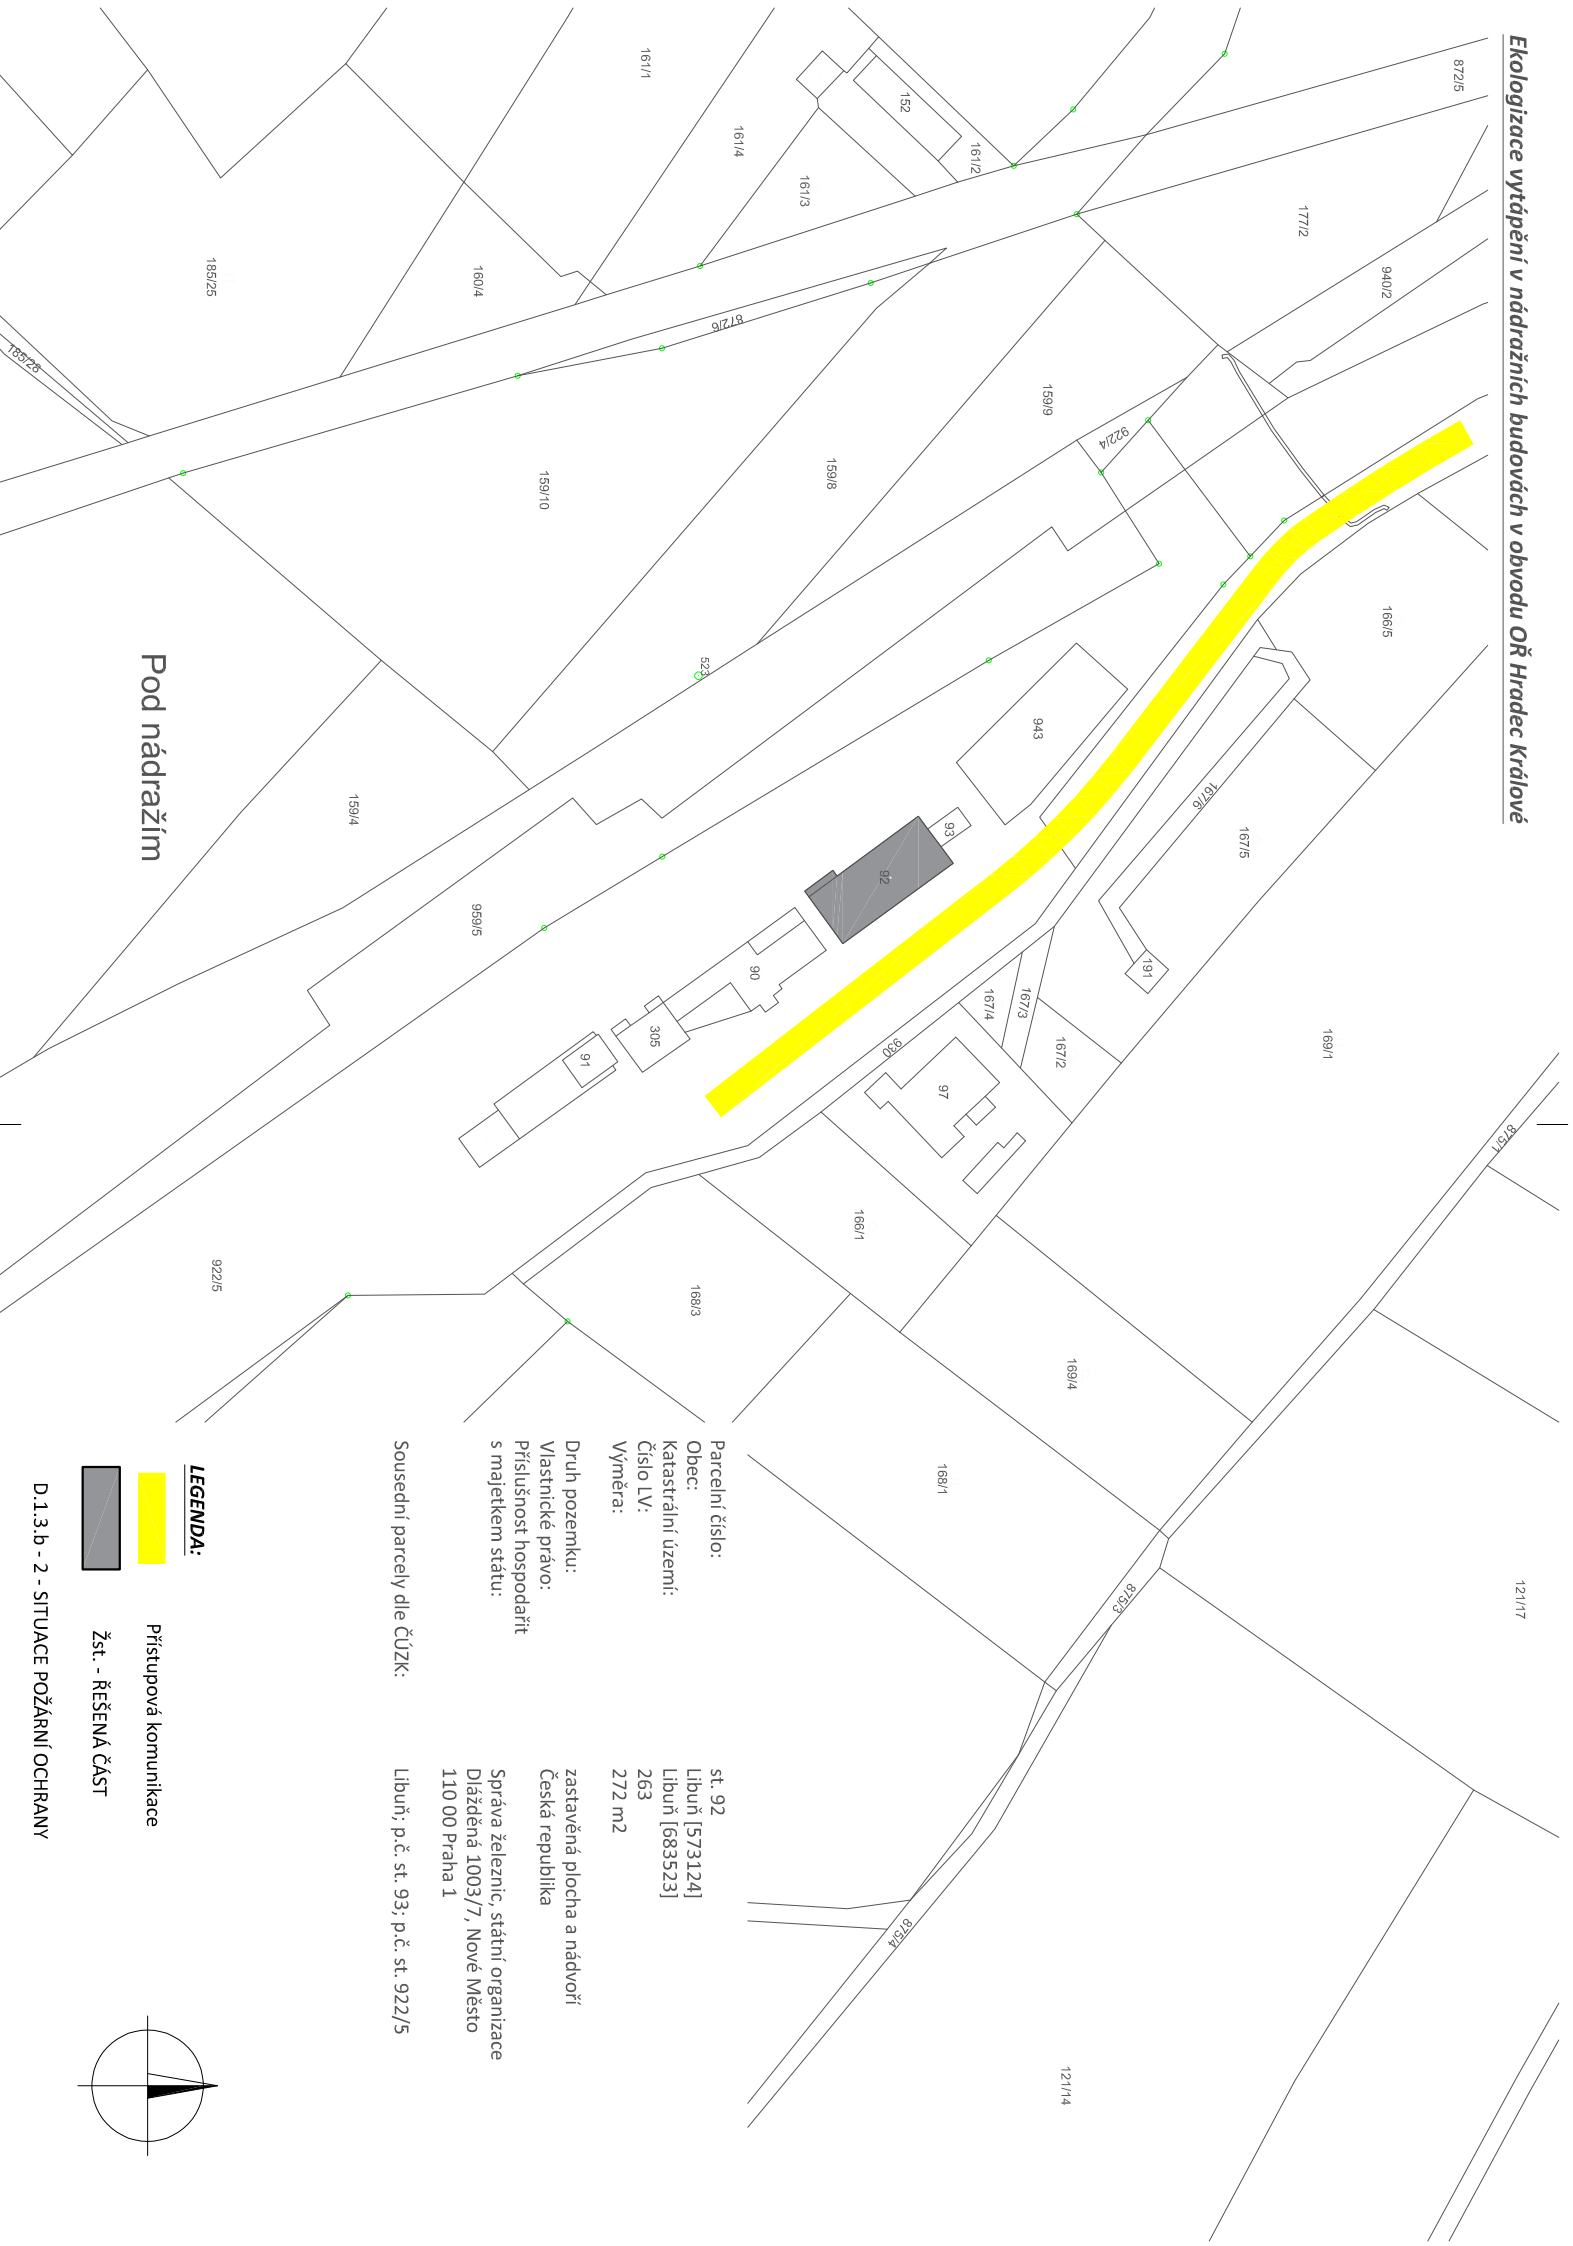 Ekologizace vytápění v nádražních budovách v obvodu OŘ Hradec Králové
872/5
177/2
940/2
166/5
167/5
167/6
191
169/1
875/1
121/17
161/2
152
161/3
161/4
161/1
872/6
160/4
185/25
185/28
159/9
922/4
159/8
159/10
523
943
93
92
90
305
91
959/5
159/4
Pod nádražím
167/4
167/3
167/2
930
97
166/1
168/3
922/5
169/4
168/1
875/3
875/4
121/14
Parcelní číslo: st. 92
Obec: Libuň [573124]
Katastrální území: Libuň [683523]
Číslo LV: 263
Výměra: 272 m2
Druh pozemku: zastavěná plocha a nádvoří
Vlastnické právo: Česká republika
Příslušnost hospodařit
s majetkem státu: Správa železnic, státní organizace
Dlážděná 1003/7, Nové Město
110 00 Praha 1
Sousední parcely dle ČÚZK: Libuň; p.č. st. 93; p.č. st. 922/5
LEGENDA:
Přístupová komunikace
Žst. - ŘEŠENÁ ČÁST
D.1.3.b - 2 - SITUACE POŽÁRNÍ OCHRANY